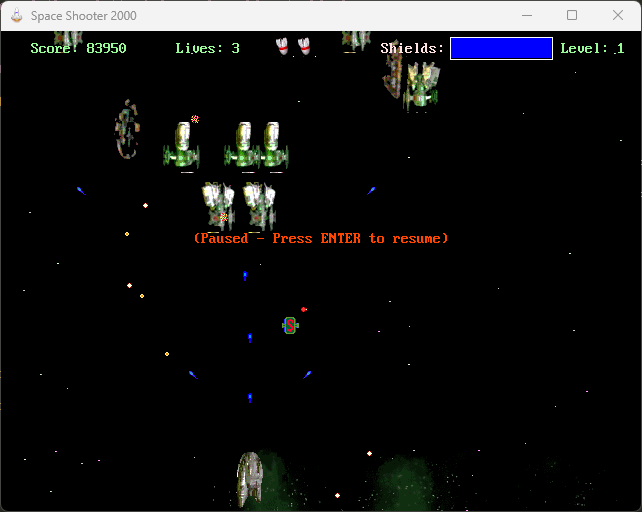 Space Shooter 2000
Score: 83950 Lives: 3 Shields: Level: 1
(Paused - Press ENTER to resume)
S